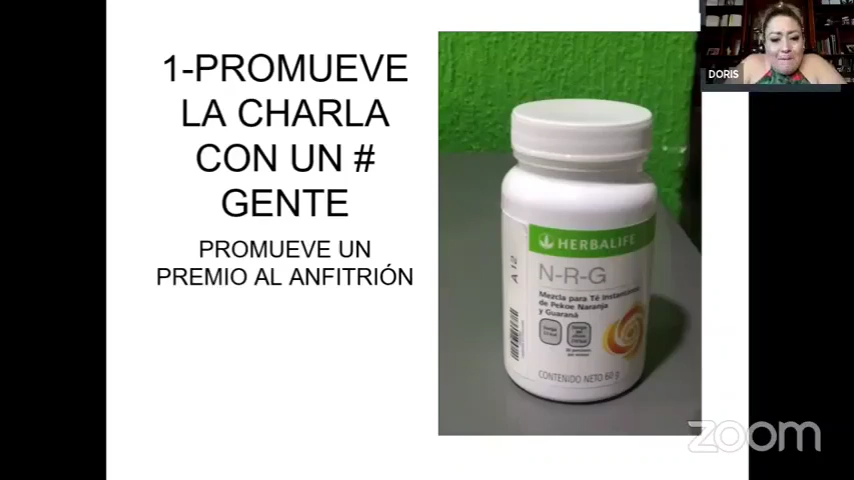 1-PROMUEVE
LA CHARLA
CON UN #
GENTE
PROMUEVE UN
PREMIO AL ANFITRIÓN
HERBALIFE
N-R-G
Mezcla para Té instantáneo
de Pekoe Naranja
y Guaraná
A 12
CONTENIDO NETO 60 g
DORIS
zoom